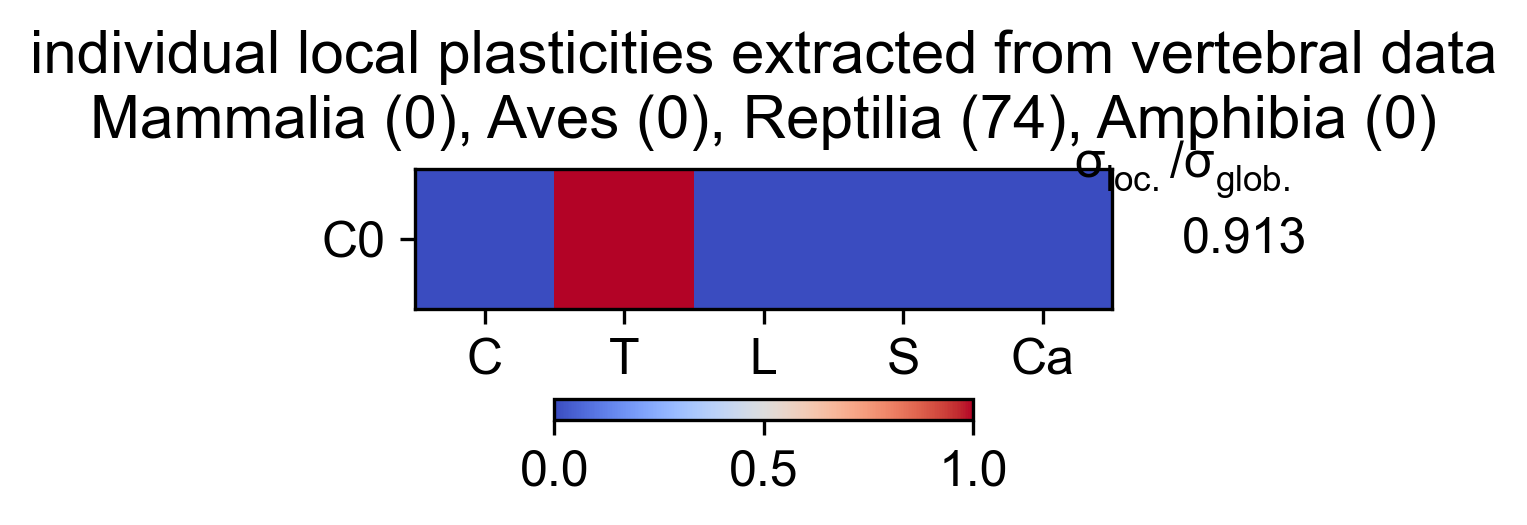 individual local plasticities extracted from vertebral data
Mammalia (0), Aves (0), Reptilia (74), Amphibia (0)
σloc. /σglob.
C0 0.913
C T L S Ca
0.0 0.5 1.0